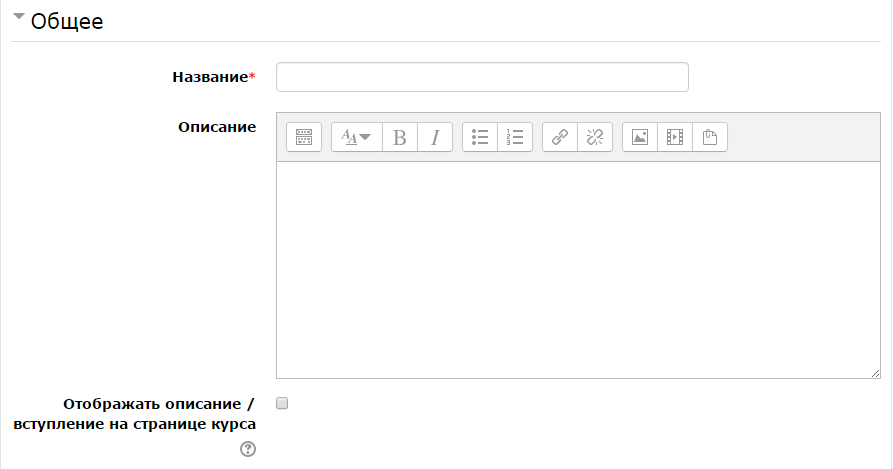 Общее
Название*
Описание
Отображать описание /
вступление на странице курса